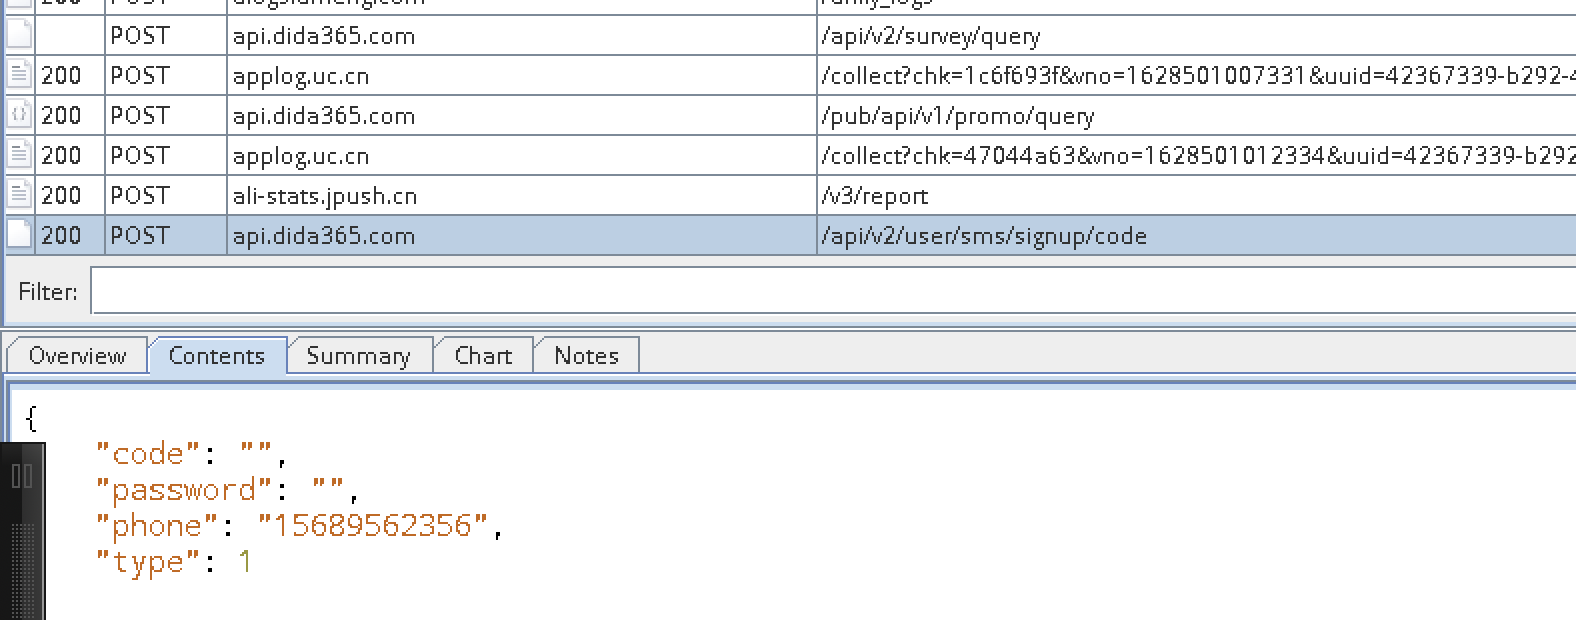 200 POST
POST api.dida365.com /api/v2/survey/query
200 POST applog.uc.cn /collect?chk=1c6f693f&vno=1628501007331&uuid=42367339-b292-4
200 POST api.dida365.com /pub/api/v1/promo/query
200 POST applog.uc.cn /collect?chk=47044a63&vno=1628501012334&uuid=42367339-b292
200 POST ali-stats.jpush.cn /v3/report
200 POST api.dida365.com /api/v2/user/sms/signup/code
Filter:
Overview Contents Summary Chart Notes
{
"code": "",
"password": "",
"phone": "15689562356",
"type": 1